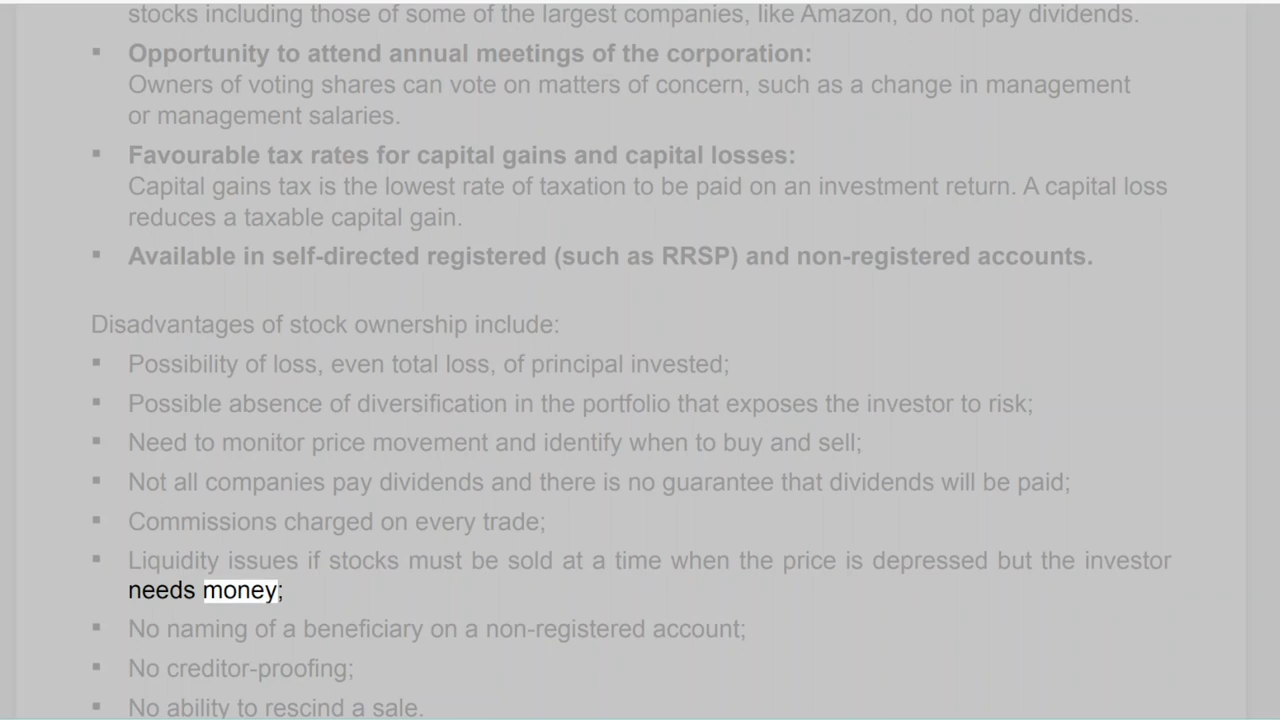 stocks including those of some of the largest companies, like Amazon, do not pay dividends.
▪ Opportunity to attend annual meetings of the corporation:
Owners of voting shares can vote on matters of concern, such as a change in management
or management salaries.
▪ Favourable tax rates for capital gains and capital losses:
Capital gains tax is the lowest rate of taxation to be paid on an investment return. A capital loss
reduces a taxable capital gain.
▪ Available in self-directed registered (such as RRSP) and non-registered accounts.
Disadvantages of stock ownership include:
▪ Possibility of loss, even total loss, of principal invested;
▪ Possible absence of diversification in the portfolio that exposes the investor to risk;
▪ Need to monitor price movement and identify when to buy and sell;
▪ Not all companies pay dividends and there is no guarantee that dividends will be paid;
▪ Commissions charged on every trade;
▪ Liquidity issues if stocks must be sold at a time when the price is depressed but the investor
needs money;
▪ No naming of a beneficiary on a non-registered account;
▪ No creditor-proofing;
▪ No ability to rescind a sale.